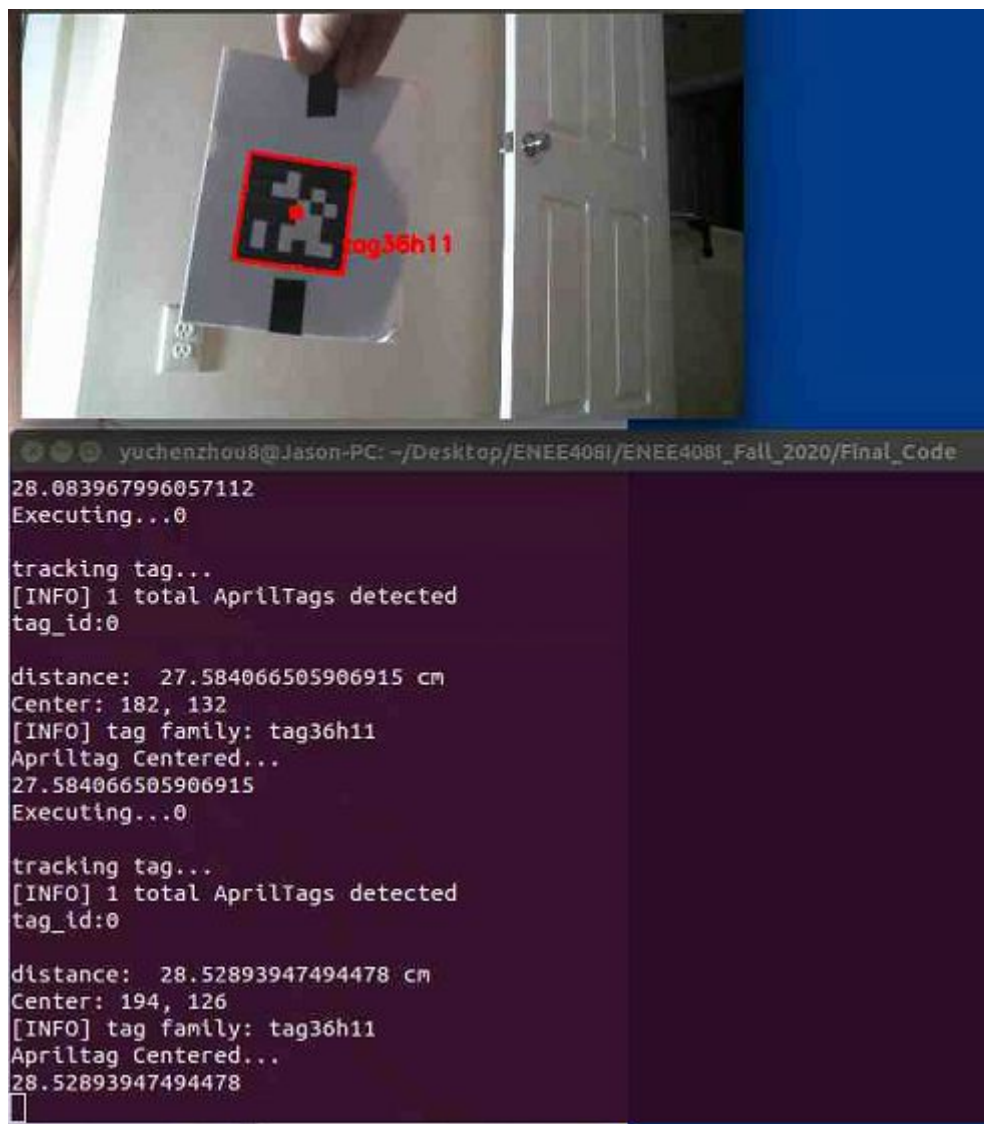 tag36h11
yuchenzhou8@Jason-PC: ~/Desktop/ENEE408I/ENEE408I_Fall_2020/Final_Code
28.083967996057112
Executing...0
tracking tag...
[INFO] 1 total AprilTags detected
tag_id:0
distance:  27.584066505906915 cm
Center: 182, 132
[INFO] tag family: tag36h11
Apriltag Centered...
27.584066505906915
Executing...0
tracking tag...
[INFO] 1 total AprilTags detected
tag_id:0
distance:  28.52893947494478 cm
Center: 194, 126
[INFO] tag family: tag36h11
Apriltag Centered...
28.52893947494478